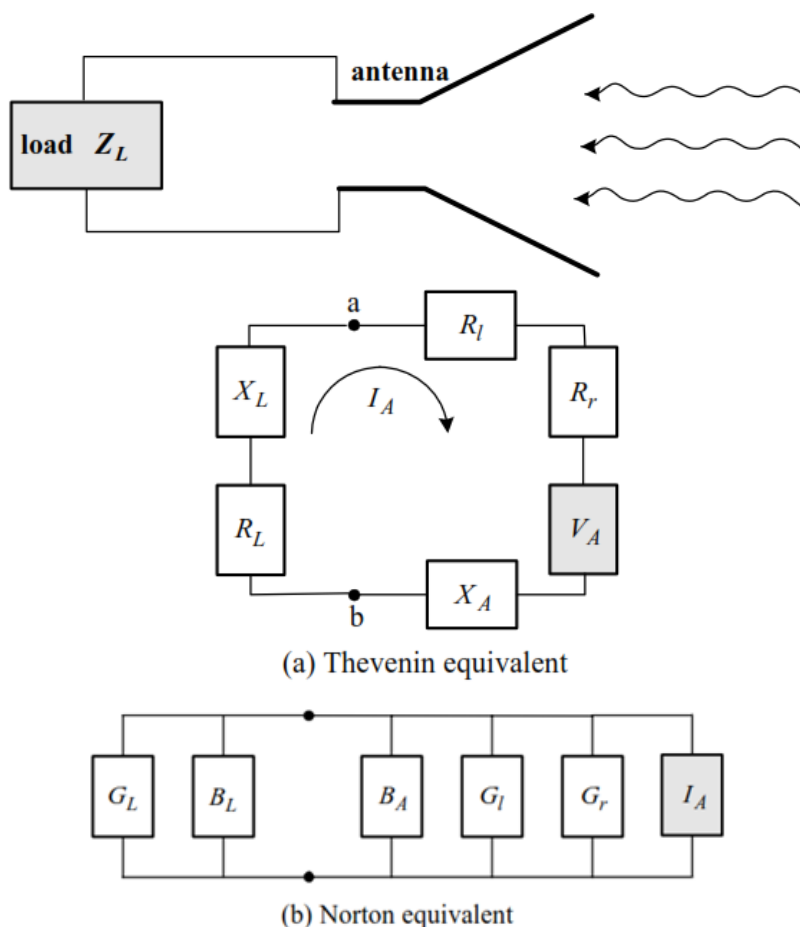 antenna
load Z_L
a
R_l
X_L
I_A
R_r
R_L
V_A
X_A
b
(a) Thevenin equivalent
G_L B_L B_A G_l G_r I_A
(b) Norton equivalent